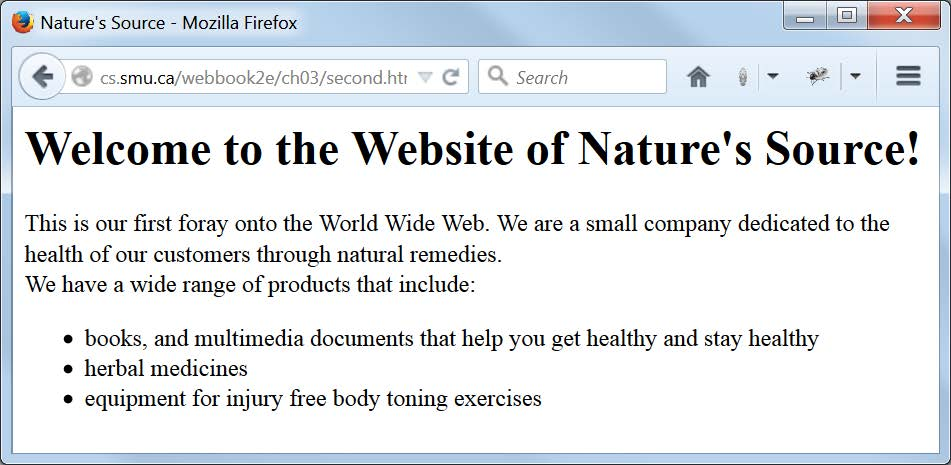 Nature's Source - Mozilla Firefox
cs.smu.ca/webbook2e/ch03/second.htm
Search
Welcome to the Website of Nature's Source!
This is our first foray onto the World Wide Web. We are a small company dedicated to the
health of our customers through natural remedies.
We have a wide range of products that include:
• books, and multimedia documents that help you get healthy and stay healthy
• herbal medicines
• equipment for injury free body toning exercises